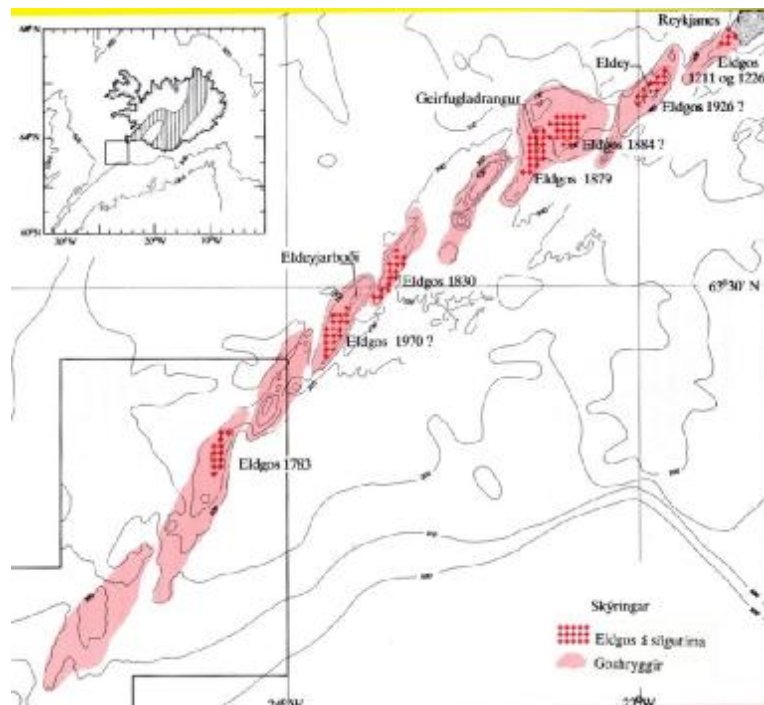 Reykjanes
Eldgos
1211 og 1226
Eldey
Eldgos 1926 ?
Geirfugladrangur
Eldgos 1884 ?
Eldgos 1879
Eldeyjarboði
Eldgos 1830
63°30' N
Eldgos 1970 ?
Eldgos 1783
Skýringar
Eldgos á sögutíma
Goshryggir
20°W